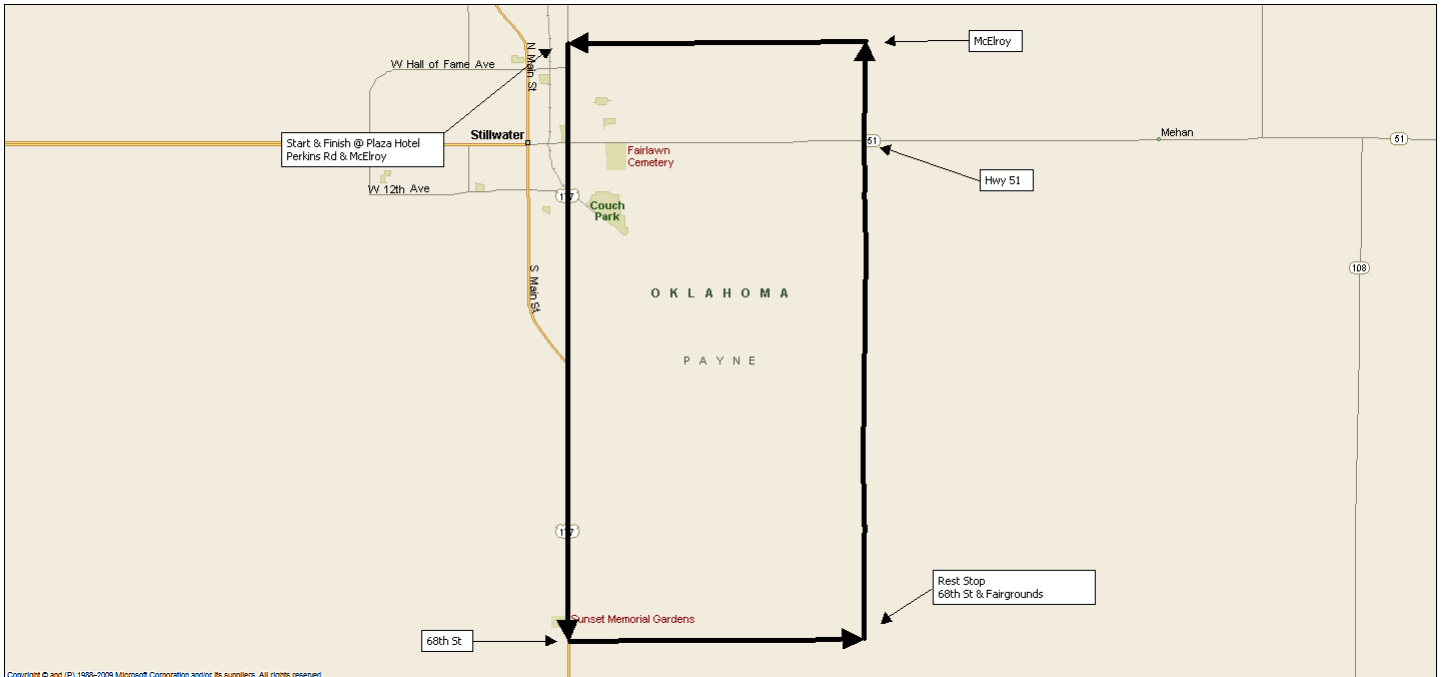 McElroy
N Main St
W Hall of Fame Ave
Start & Finish @ Plaza Hotel
Perkins Rd & McElroy
Stillwater
51
Mehan
51
Fairlawn
Cemetery
Hwy 51
W 12th Ave
177
Couch
Park
108
S Main St
OKLAHOMA
PAYNE
177
Rest Stop
68th St & Fairgrounds
Sunset Memorial Gardens
68th St
Copyright © and (P) 1988–2009 Microsoft Corporation and/or its suppliers. All rights reserved.